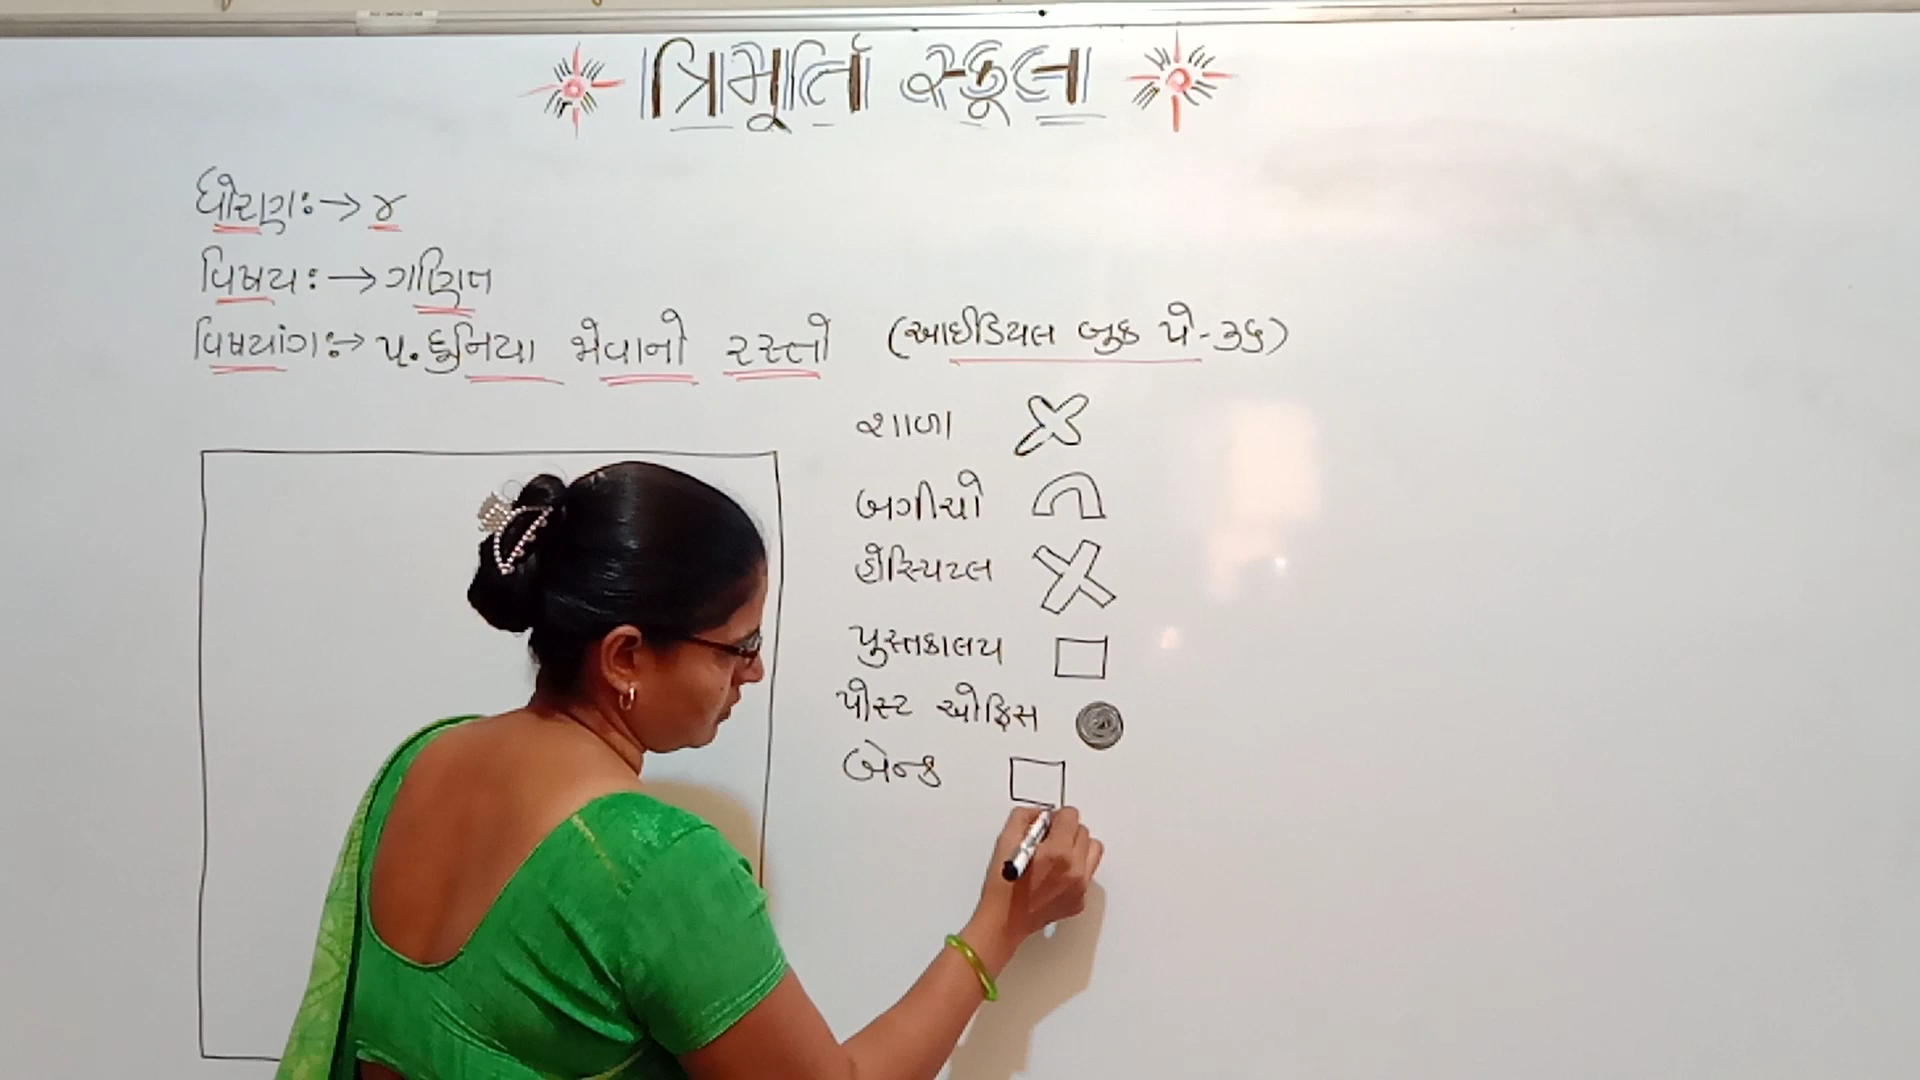 ત્રિમૂર્તિ સ્કૂલ
ધોરણઃ→ ૪
વિષયઃ→ ગણિત
વિષયાંગઃ→ ૫. દુનિયા જોવાનો રસ્તો (આઈડિયલ બુક પે-૩૬)
શાળા
બગીચો
હોસ્પિટલ
પુસ્તકાલય
પોસ્ટ ઓફિસ
બેન્ક